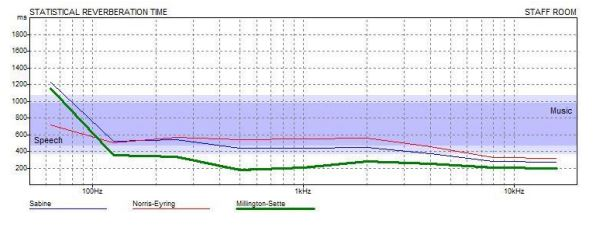 STATISTICAL REVERBERATION TIME STAFF ROOM
ms
1800
1600
1400
1200
1000
Music
800
600
Speech
400
200
100Hz 1kHz 10kHz
Sabine Norris-Eyring Millington-Sette